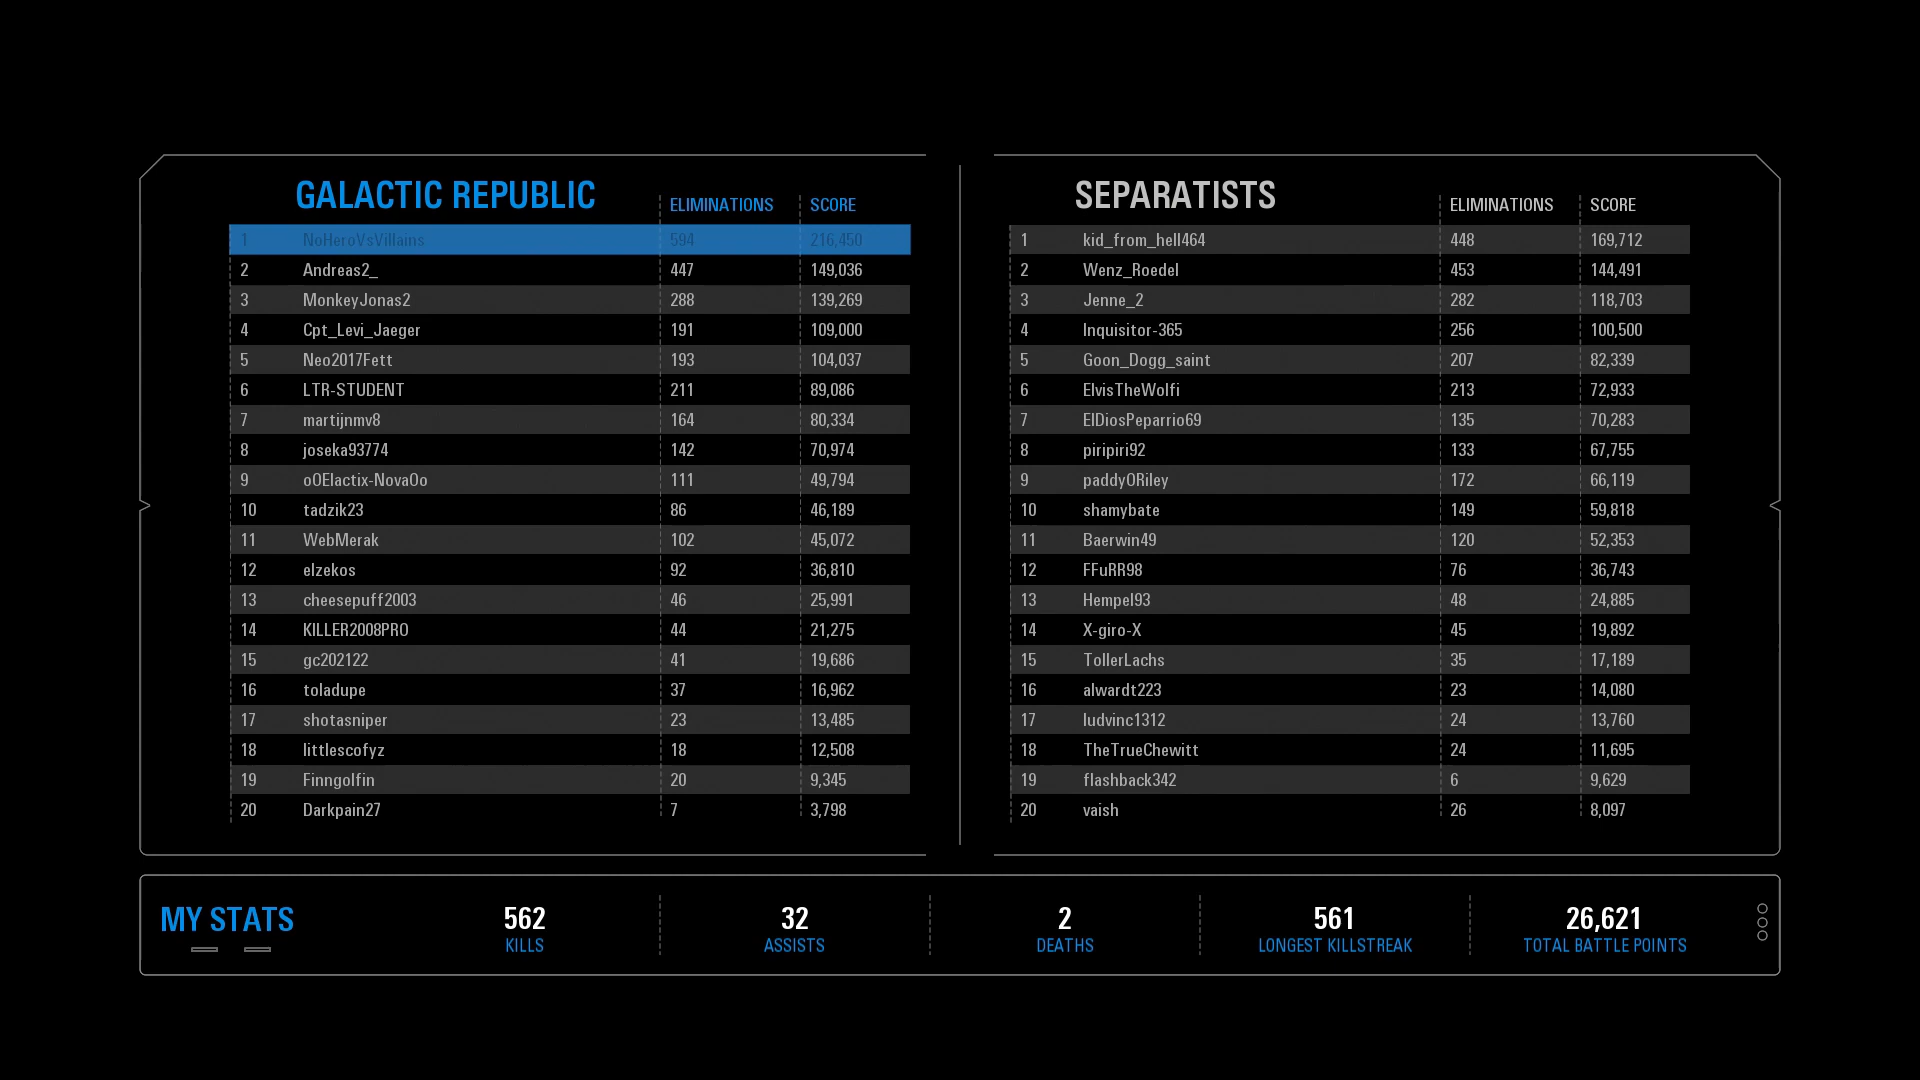 GALACTIC REPUBLIC ELIMINATIONS SCORE
1 NoHeroVsVillains 594 216,450
2 Andreas2_ 447 149,036
3 MonkeyJonas2 288 139,269
4 Cpt_Levi_Jaeger 191 109,000
5 Neo2017Fett 193 104,037
6 LTR-STUDENT 211 89,086
7 martijnmv8 164 80,334
8 joseka93774 142 70,974
9 oOElactix-NovaOo 111 49,794
10 tadzik23 86 46,189
11 WebMerak 102 45,072
12 elzekos 92 36,810
13 cheesepuff2003 46 25,991
14 KILLER2008PRO 44 21,275
15 gc202122 41 19,686
16 toladupe 37 16,962
17 shotasniper 23 13,485
18 littlescofyz 18 12,508
19 Finngolfin 20 9,345
20 Darkpain27 7 3,798
SEPARATISTS ELIMINATIONS SCORE
1 kid_from_hell464 448 169,712
2 Wenz_Roedel 453 144,491
3 Jenne_2 282 118,703
4 Inquisitor-365 256 100,500
5 Goon_Dogg_saint 207 82,339
6 ElvisTheWolfi 213 72,933
7 ElDiosPeparrio69 135 70,283
8 piripiri92 133 67,755
9 paddyORiley 172 66,119
10 shamybate 149 59,818
11 Baerwin49 120 52,353
12 FFuRR98 76 36,743
13 Hempel93 48 24,885
14 X-giro-X 45 19,892
15 TollerLachs 35 17,189
16 alwardt223 23 14,080
17 ludvinc1312 24 13,760
18 TheTrueChewitt 24 11,695
19 flashback342 6 9,629
20 vaish 26 8,097
MY STATS
562 KILLS
32 ASSISTS
2 DEATHS
561 LONGEST KILLSTREAK
26,621 TOTAL BATTLE POINTS